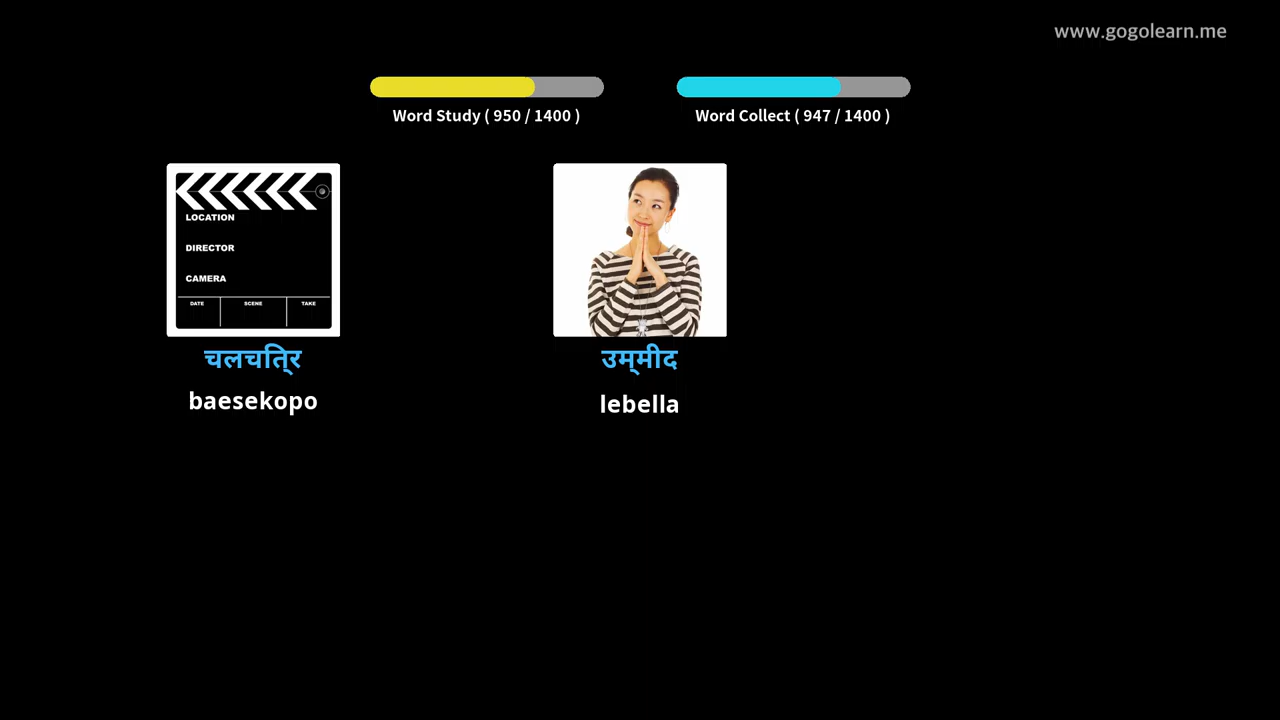 www.gogolearn.me
Word Study ( 950 / 1400 )
Word Collect ( 947 / 1400 )
LOCATION
DIRECTOR
CAMERA
DATE
SCENE
TAKE
चलचित्र
baesekopo
उम्मीद
lebella